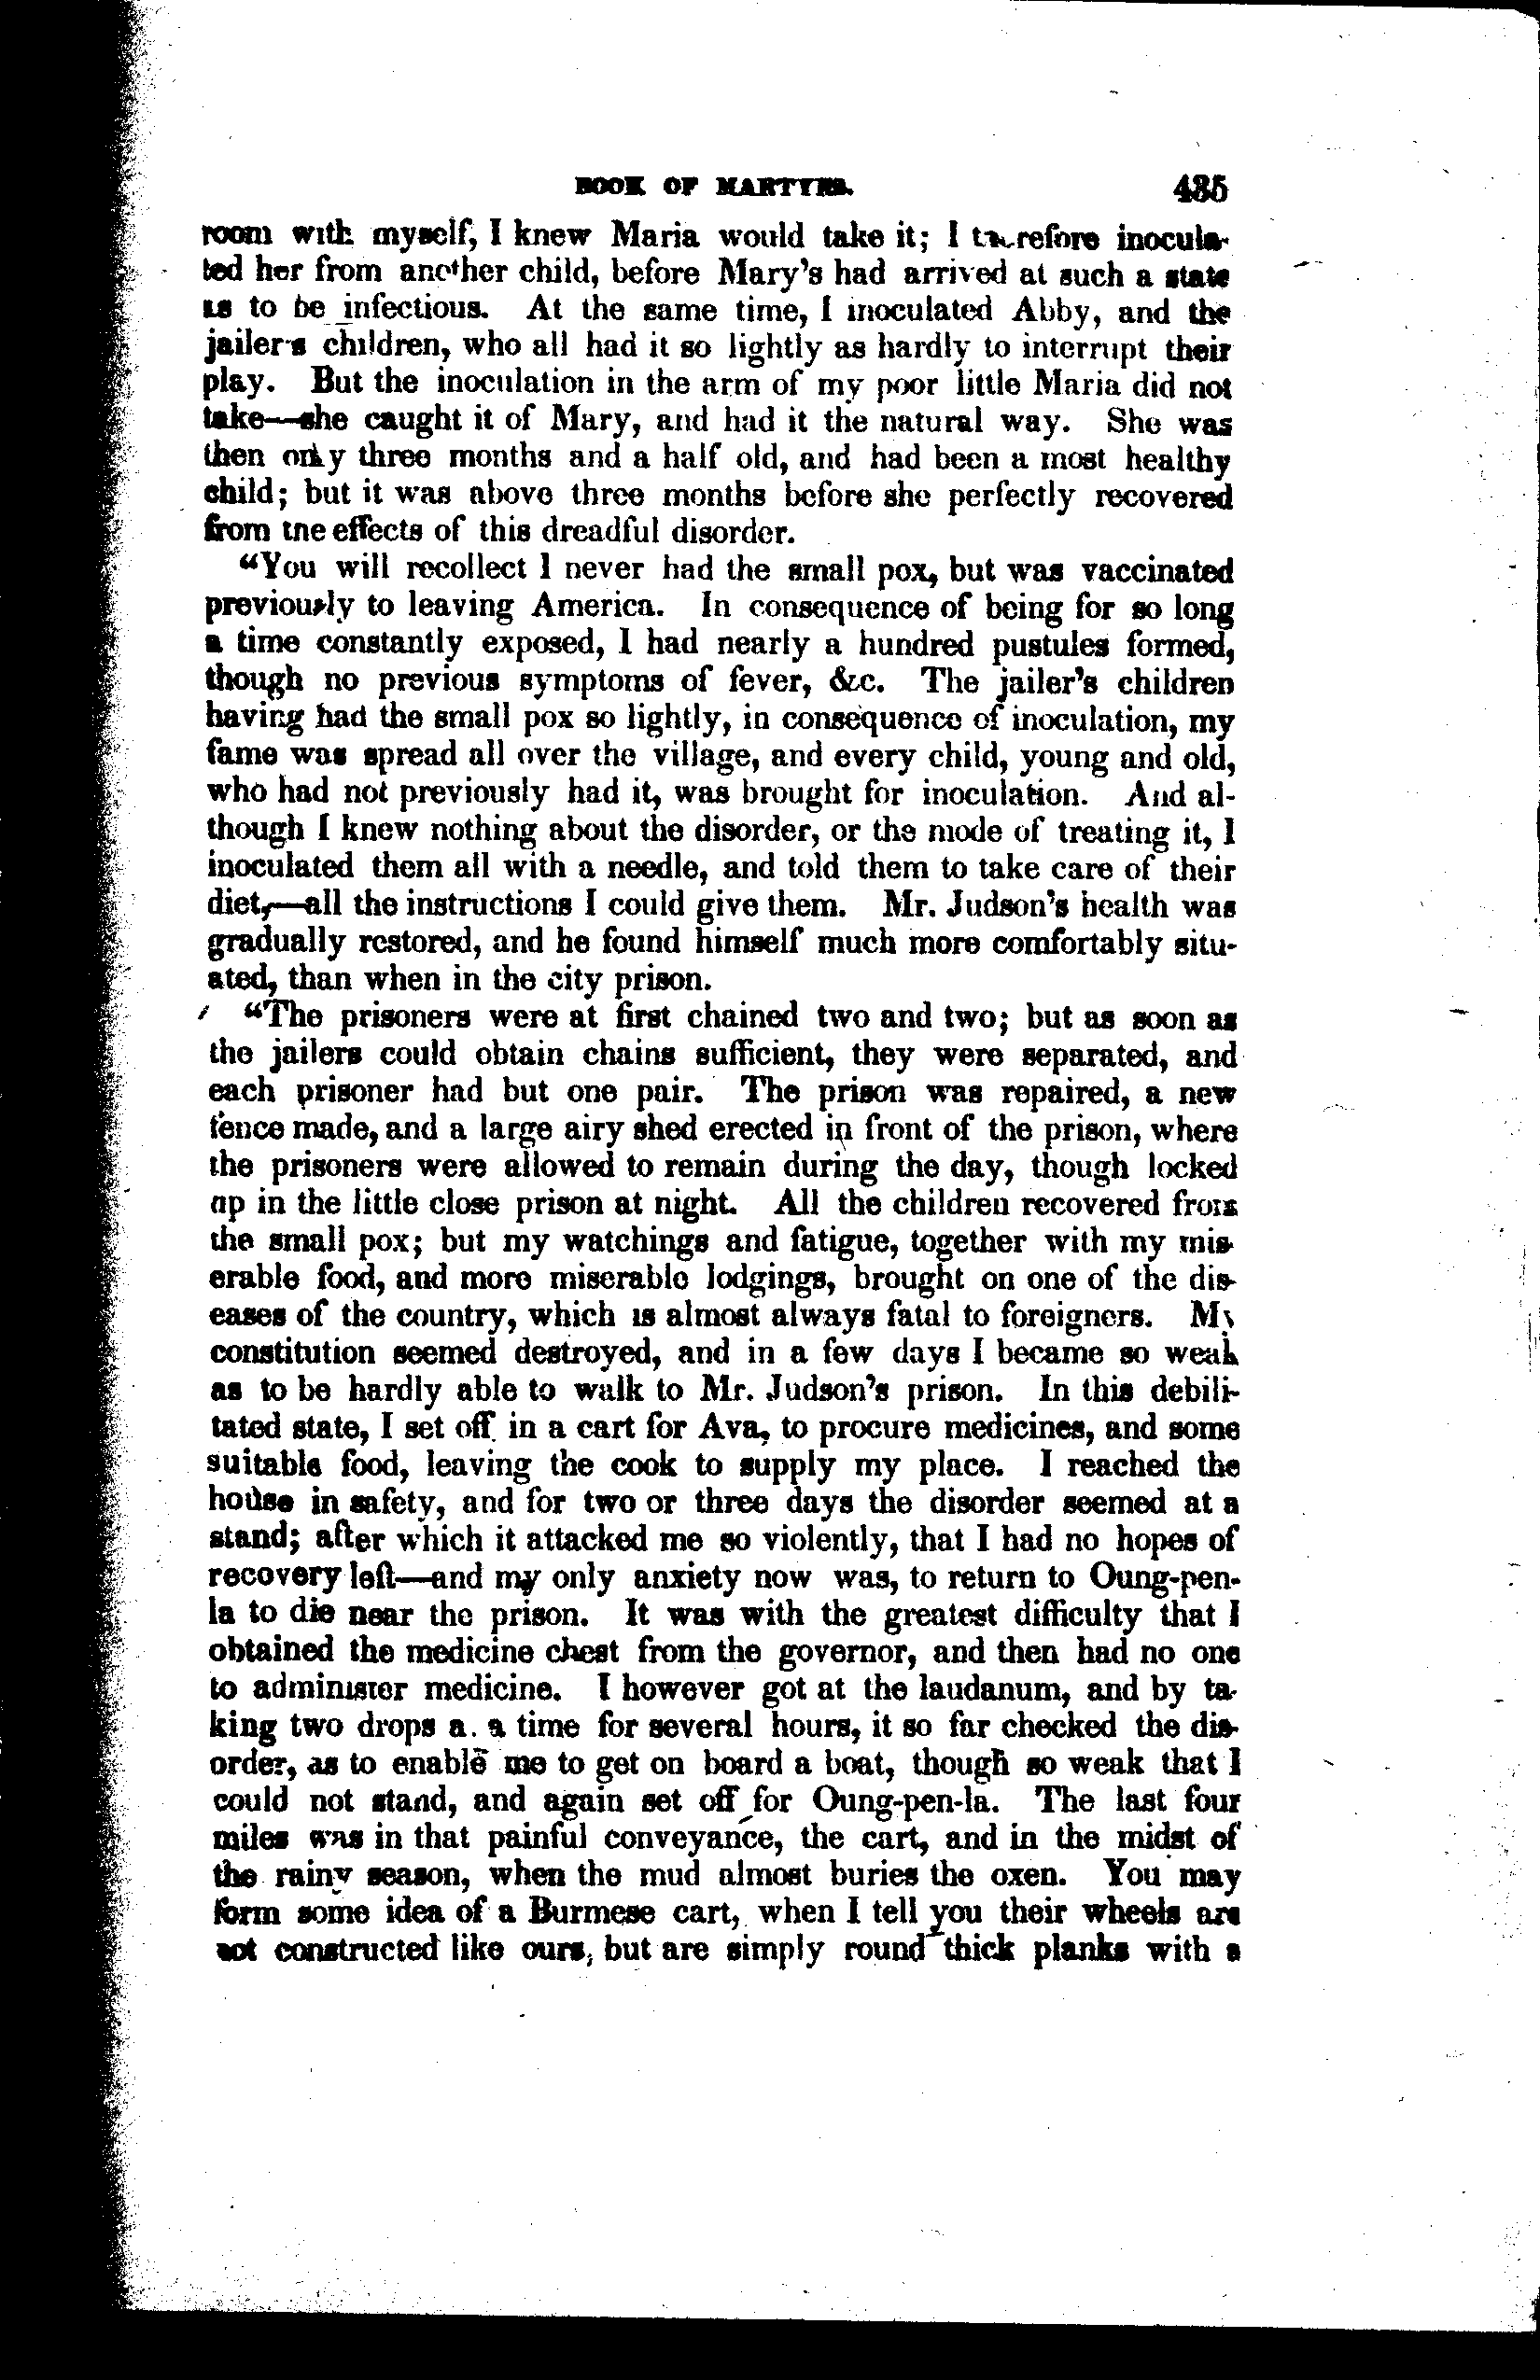 BOOK OF MARTYRS. 435
room with myself, I knew Maria would take it; I therefore inocula-
ted her from another child, before Mary's had arrived at such a state
as to be infectious. At the same time, I inoculated Abby, and the
jailer's children, who all had it so lightly as hardly to interrupt their
play. But the inoculation in the arm of my poor little Maria did not
take—she caught it of Mary, and had it the natural way. She was
then only three months and a half old, and had been a most healthy
child; but it was above three months before she perfectly recovered
from the effects of this dreadful disorder.
“You will recollect I never had the small pox, but was vaccinated
previously to leaving America. In consequence of being for so long
a time constantly exposed, I had nearly a hundred pustules formed,
though no previous symptoms of fever, &c. The jailer's children
having had the small pox so lightly, in consequence of inoculation, my
fame was spread all over the village, and every child, young and old,
who had not previously had it, was brought for inoculation. And al-
though I knew nothing about the disorder, or the mode of treating it, I
inoculated them all with a needle, and told them to take care of their
diet,—all the instructions I could give them. Mr. Judson's health was
gradually restored, and he found himself much more comfortably situ-
ated, than when in the city prison.
“The prisoners were at first chained two and two; but as soon as
the jailers could obtain chains sufficient, they were separated, and
each prisoner had but one pair. The prison was repaired, a new
fence made, and a large airy shed erected in front of the prison, where
the prisoners were allowed to remain during the day, though locked
up in the little close prison at night. All the children recovered from
the small pox; but my watchings and fatigue, together with my mis-
erable food, and more miserable lodgings, brought on one of the dis-
eases of the country, which is almost always fatal to foreigners. My
constitution seemed destroyed, and in a few days I became so weak
as to be hardly able to walk to Mr. Judson's prison. In this debili-
tated state, I set off in a cart for Ava, to procure medicines, and some
suitable food, leaving the cook to supply my place. I reached the
house in safety, and for two or three days the disorder seemed at a
stand; after which it attacked me so violently, that I had no hopes of
recovery left—and my only anxiety now was, to return to Oung-pen-
la to die near the prison. It was with the greatest difficulty that I
obtained the medicine chest from the governor, and then had no one
to administer medicine. I however got at the laudanum, and by ta-
king two drops a. a time for several hours, it so far checked the dis-
order, as to enable me to get on board a boat, though so weak that I
could not stand, and again set off for Oung-pen-la. The last four
miles was in that painful conveyance, the cart, and in the midst of
the rainy season, when the mud almost buries the oxen. You may
form some idea of a Burmese cart, when I tell you their wheels are
not constructed like ours, but are simply round thick planks with a